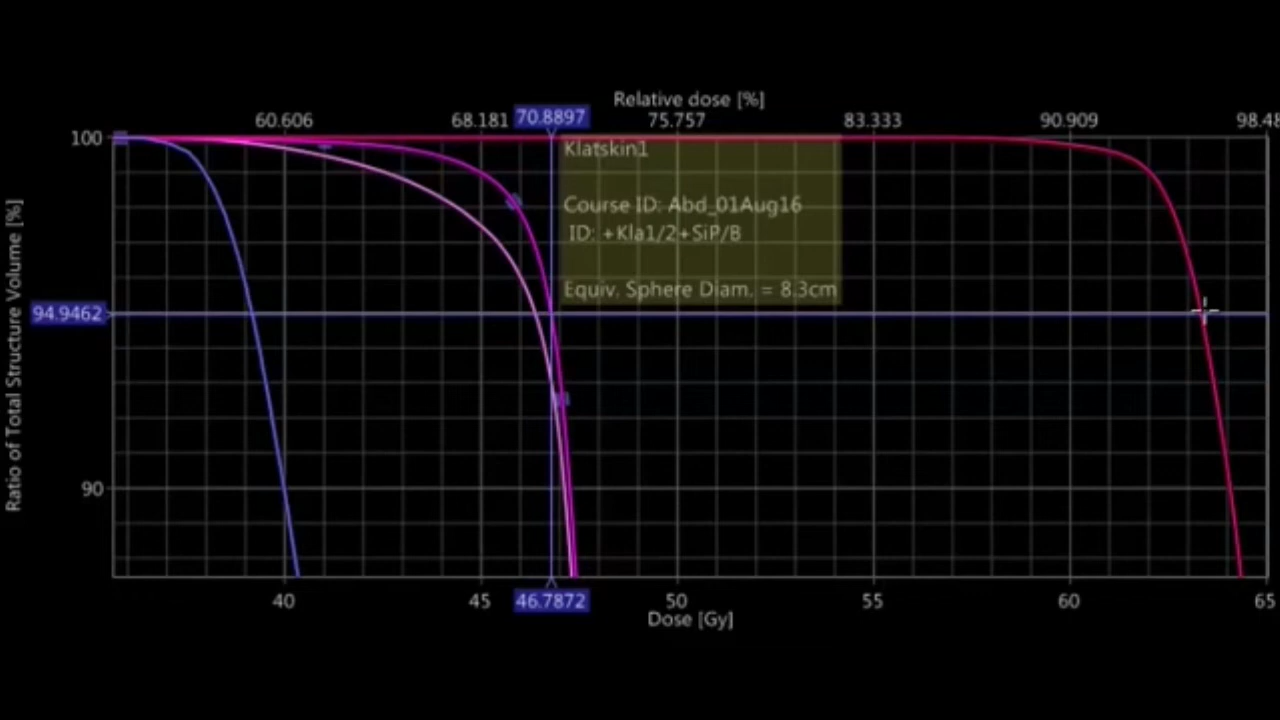 Relative dose [%]
60.606 68.181 70.8897 75.757 83.333 90.909 98.48
100
Klatskin1
Course ID: Abd_01Aug16
ID: +Kla1/2+SiP/B
Equiv. Sphere Diam. = 8.3cm
94.9462
90
Ratio of Total Structure Volume [%]
40 45 46.7872 50 55 60 65
Dose [Gy]